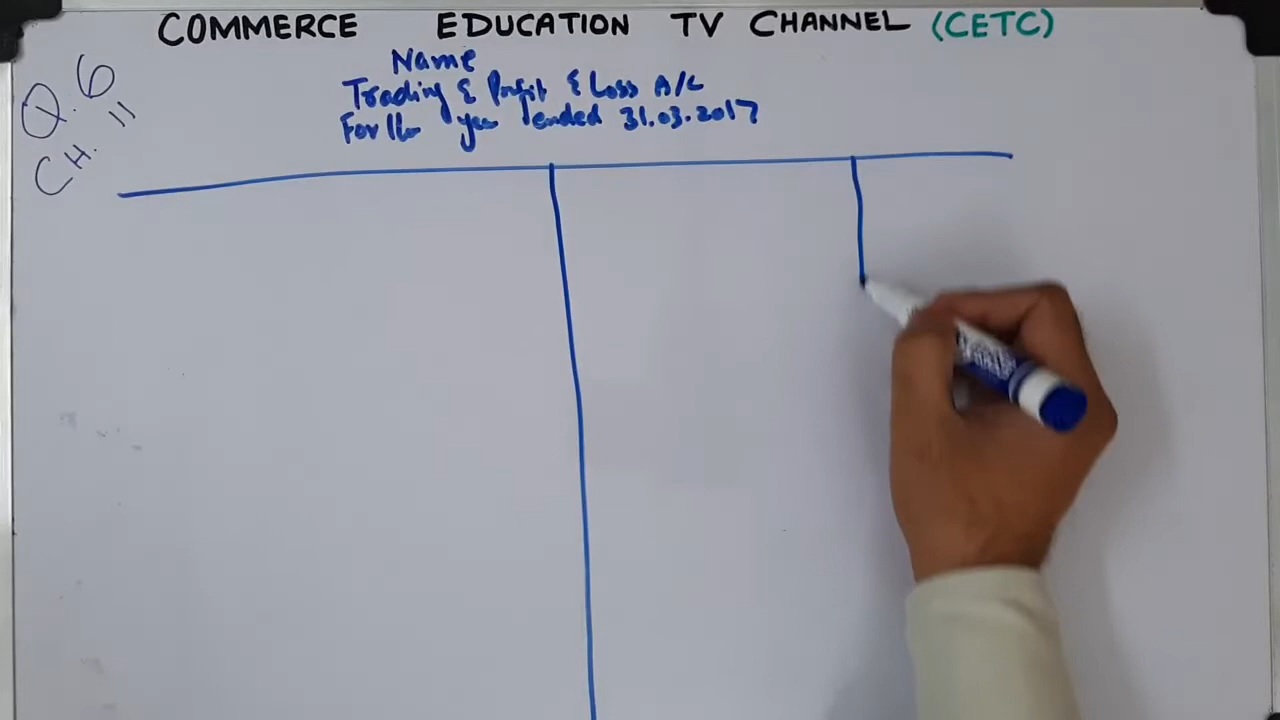 COMMERCE EDUCATION TV CHANNEL (CETC)
Q.6
CH. 11
Name
Trading & Profit & Loss A/C
For the year ended 31.03.2017